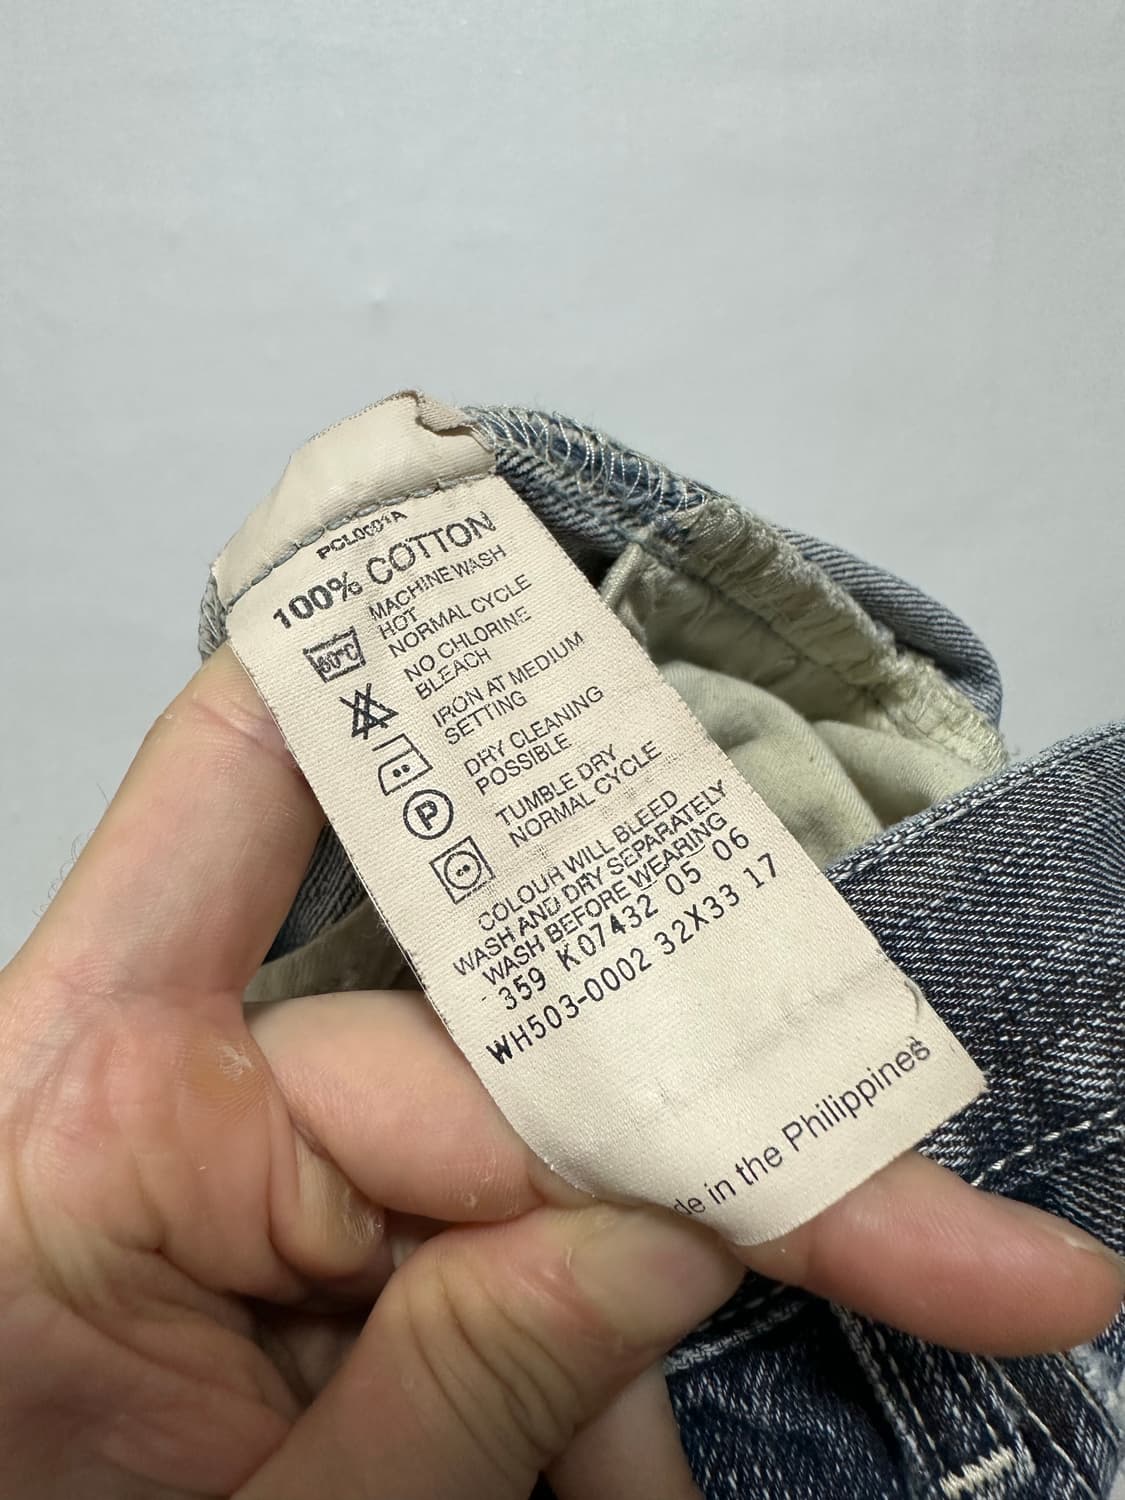 PCL0001A
100% COTTON
60°C
MACHINE WASH
HOT
NORMAL CYCLE
NO CHLORINE
BLEACH
IRON AT MEDIUM
SETTING
P
DRY CLEANING
POSSIBLE
TUMBLE DRY
NORMAL CYCLE
COLOUR WILL BLEED
WASH AND DRY SEPARATELY
WASH BEFORE WEARING
359 K07432 05 06
WH503-0002 32X33 17
de in the Philippines